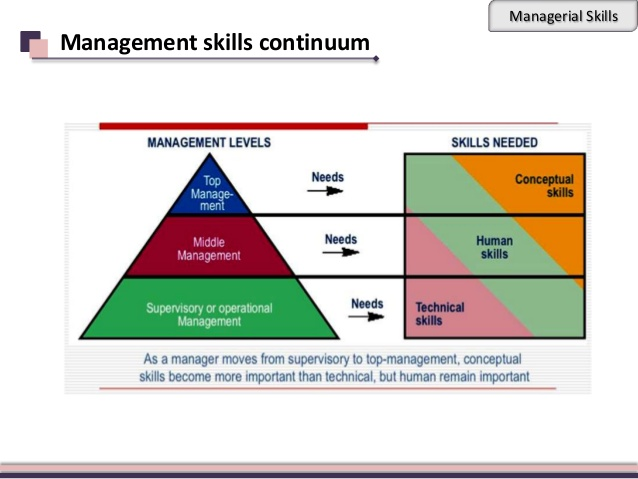 Managerial Skills
Management skills continuum
MANAGEMENT LEVELS
SKILLS NEEDED
Top
Manage-
ment
Needs
Conceptual
skills
Middle
Management
Needs
Human
skills
Supervisory or operational
Management
Needs
Technical
skills
As a manager moves from supervisory to top-management, conceptual
skills become more important than technical, but human remain important